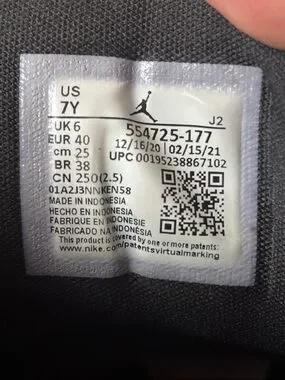 US
7Y
J2
UK 6
554725-177
EUR 40
12/16/20 | 02/15/21
cm 25
UPC 00195238867102
BR 38
CN 250(2.5)
01A2J3NNKEN58
MADE IN INDONESIA
HECHO EN INDONESIA
FABRIQUÉ EN INDONESIE
FABRICADO NA INDONÉSIA
This product is covered by one or more patents:
www.nike.com/patentsvirtualmarking